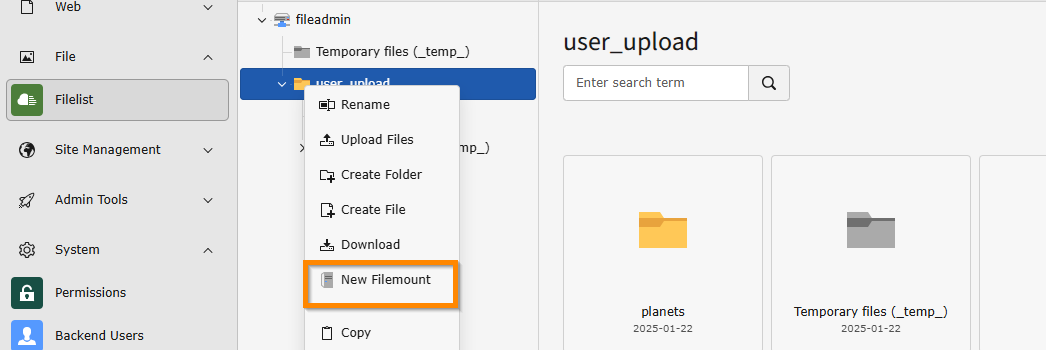 Web
File
Filelist
Site Management
Admin Tools
System
Permissions
Backend Users
fileadmin
Temporary files (_temp_)
user_upload
mp_)
Rename
Upload Files
Create Folder
Create File
Download
New Filemount
Copy
user_upload
Enter search term
planets
2025-01-22
Temporary files (_temp_)
2025-01-22